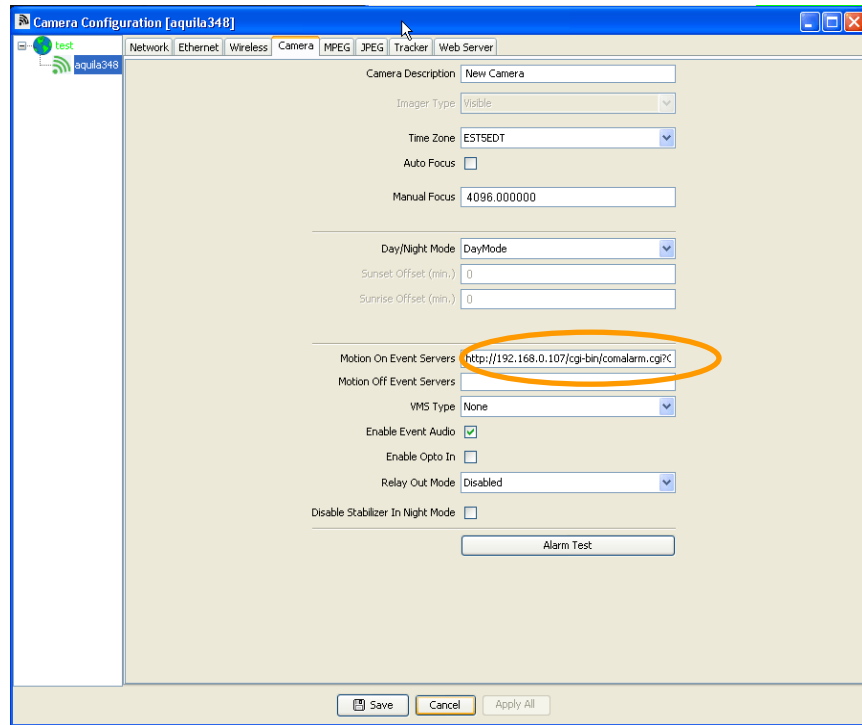 Camera Configuration [aquila348]
test
aquila348
Network Ethernet Wireless Camera MPEG JPEG Tracker Web Server
Camera Description New Camera
Imager Type Visible
Time Zone EST5EDT
Auto Focus
Manual Focus 4096.000000
Day/Night Mode DayMode
Sunset Offset (min.) 0
Sunrise Offset (min.) 0
Motion On Event Servers http://192.168.0.107/cgi-bin/comalarm.cgi?C
Motion Off Event Servers
VMS Type None
Enable Event Audio
Enable Opto In
Relay Out Mode Disabled
Disable Stabilizer In Night Mode
Alarm Test
Save Cancel Apply All